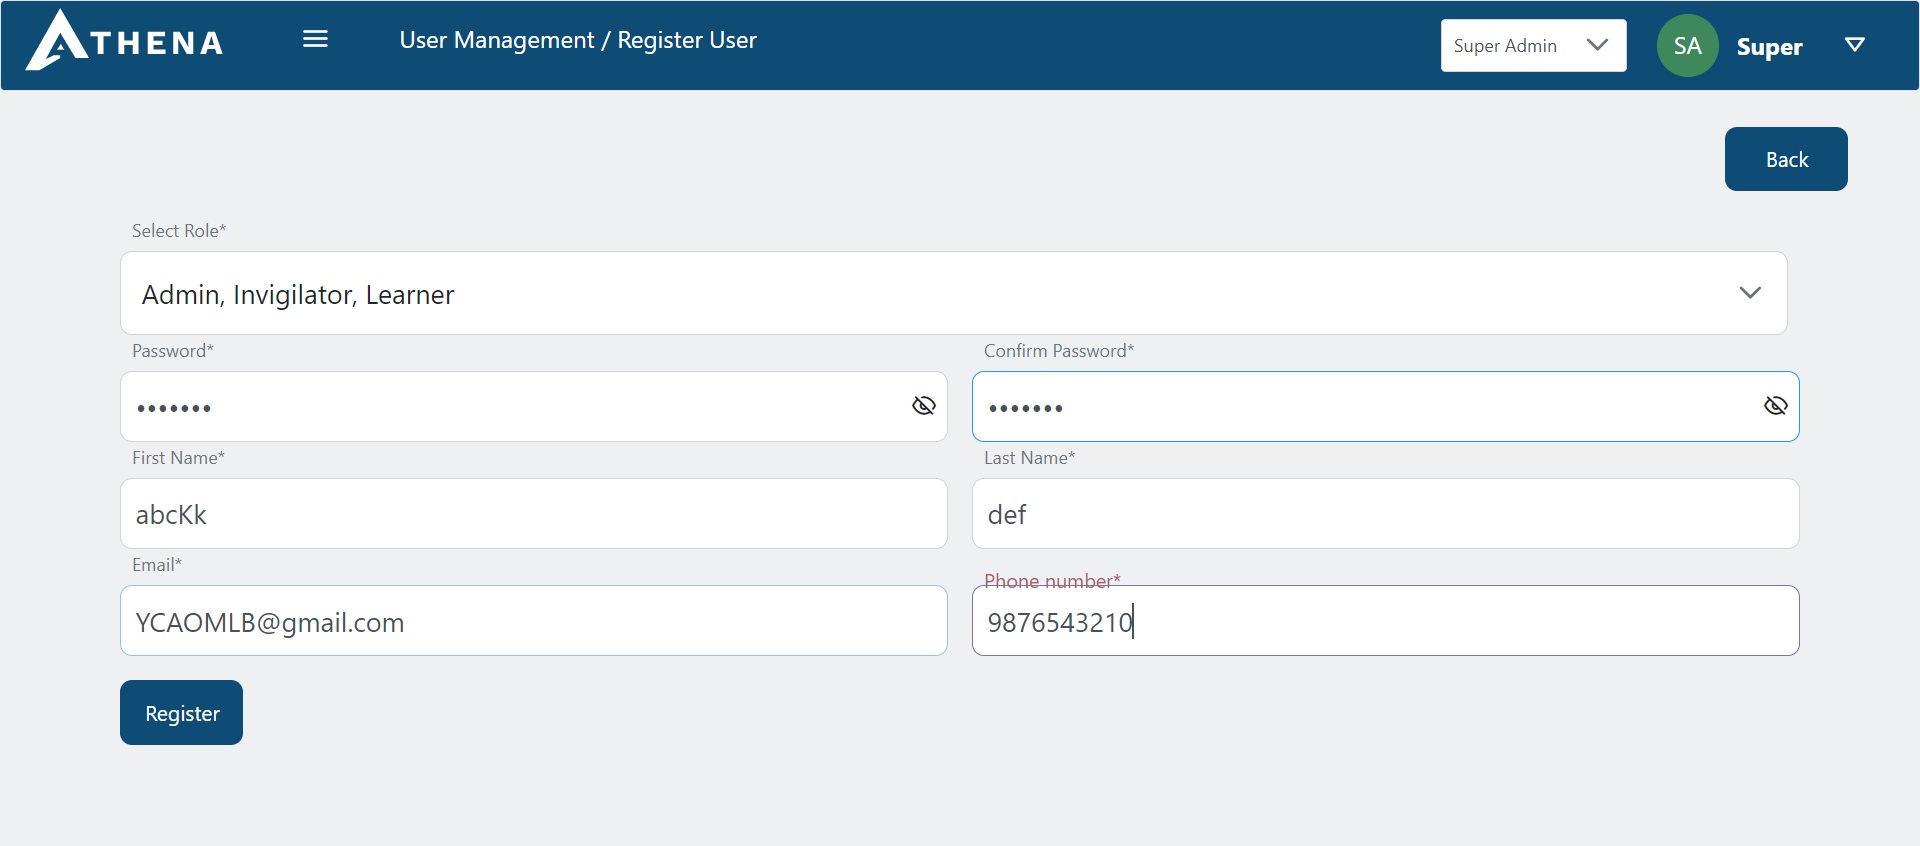 ATHENA
User Management / Register User
Super Admin
SA
Super
Back
Select Role*
Admin, Invigilator, Learner
Password*
Confirm Password*
•••••••
•••••••
First Name*
Last Name*
abcKk
def
Email*
Phone number*
YCAOMLB@gmail.com
9876543210
Register